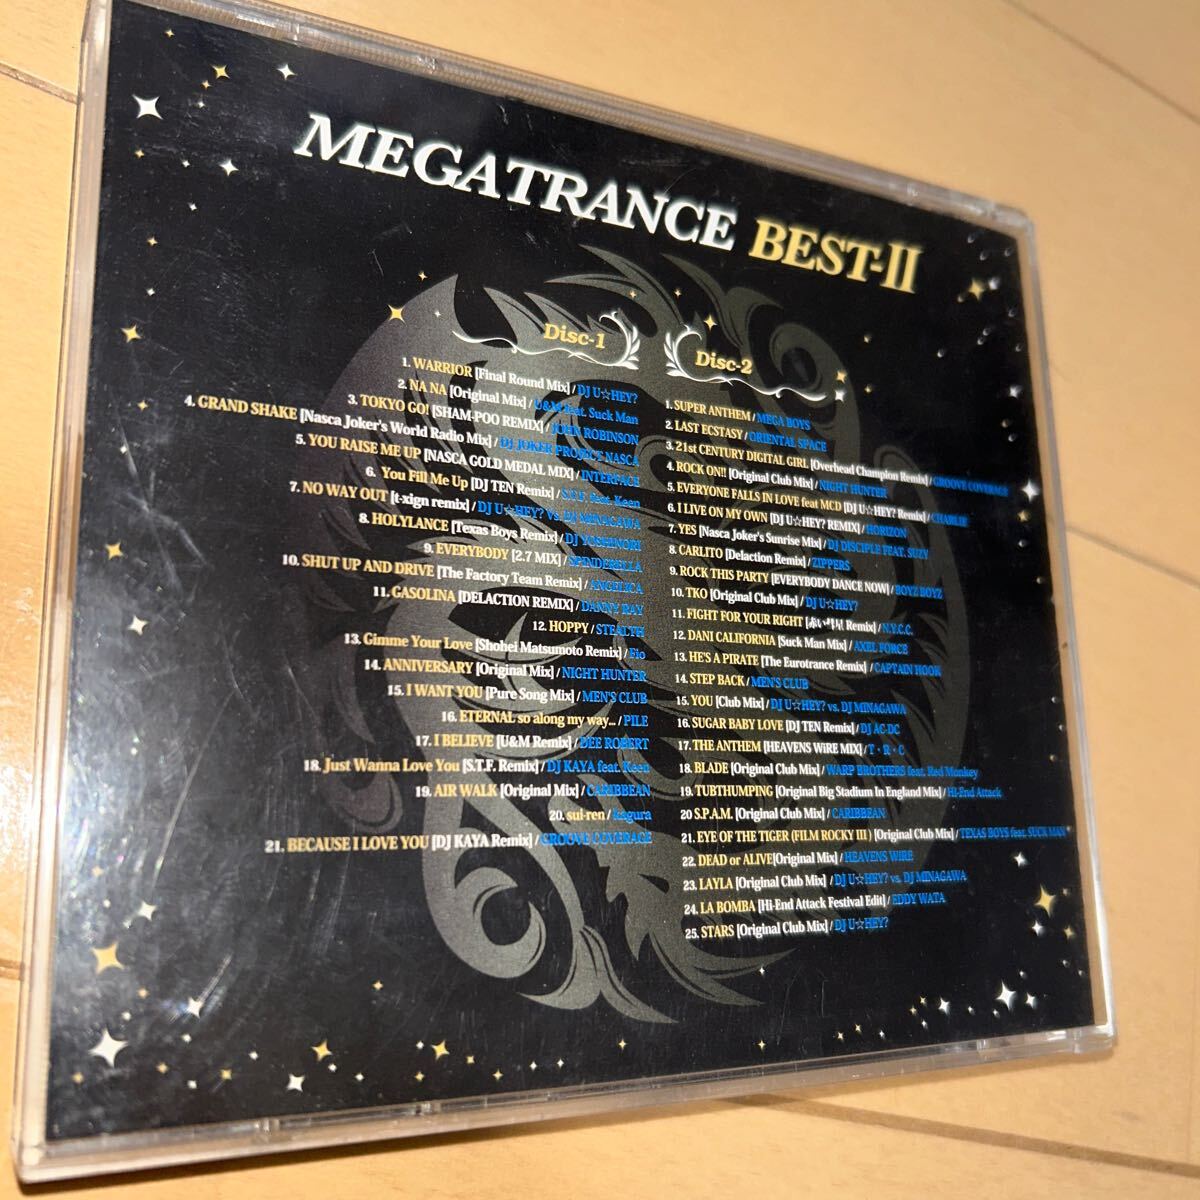 MEGATRANCE BEST-II
Disc-1
1. WARRIOR [Final Round Mix] / DJ U☆HEY?
2. NA NA [Original Mix] / U&M feat. Suck Man
3. TOKYO GO! [SHAM-POO REMIX] / JOHN ROBINSON
4. GRAND SHAKE [Nasca Joker's World Radio Mix] / DJ JOKER PROJECT NASCA
5. YOU RAISE ME UP [NASCA GOLD MEDAL MIX] / INTERFACE
6. You Fill Me Up [DJ TEN Remix] / S.T.F. feat. Keen
7. NO WAY OUT [t-xign remix] / DJ U☆HEY? VS. DJ MINAGAWA
8. HOLYLANCE [Texas Boys Remix] / DJ YOSHINORI
9. EVERYBODY [2.7 MIX] / SPINDERELLA
10. SHUT UP AND DRIVE [The Factory Team Remix] / ANGELICA
11. GASOLINA [DELACTION REMIX] / DANNY RAY
12. HOPPY / STEALTH
13. Gimme Your Love [Shohei Matsumoto Remix] / Fio
14. ANNIVERSARY [Original Mix] / NIGHT HUNTER
15. I WANT YOU [Pure Song Mix] / MEN'S CLUB
16. ETERNAL so along my way... / PILE
17. I BELIEVE [U&M Remix] / DEE ROBERT
18. Just Wanna Love You [S.T.F. Remix] / DJ KAYA feat. Keen
19. AIR WALK [Original Mix] / CARIBBEAN
20. sui-ren / kagura
21. BECAUSE I LOVE YOU [DJ KAYA Remix] / GROOVE COVERAGE
Disc-2
1. SUPER ANTHEM / MEGA BOYS
2. LAST ECSTASY / ORIENTAL SPACE
3. 21st CENTURY DIGITAL GIRL [Overhead Champion Remix] / GROOVE COVERAGE
4. ROCK ON!! [Original Club Mix] / NIGHT HUNTER
5. EVERYONE FALLS IN LOVE feat MCD [DJ U☆HEY? Remix] / CHARLIE
6. I LIVE ON MY OWN [DJ U☆HEY? REMIX] / HORIZON
7. YES [Nasca Joker's Sunrise Mix] / DJ DISCIPLE FEAT. SUZY
8. CARLITO [Delaction Remix] / ZIPPERS
9. ROCK THIS PARTY [EVERYBODY DANCE NOW] / BOYZ BOYZ
10. TKO [Original Club Mix] / DJ U☆HEY?
11. FIGHT FOR YOUR RIGHT [赤い彗星 Remix] / N.Y.C.C.
12. DANI CALIFORNIA [Suck Man Mix] / AXEL FORCE
13. HE'S A PIRATE [The Eurotrance Remix] / CAPTAIN HOOK
14. STEP BACK / MEN'S CLUB
15. YOU [Club Mix] / DJ U☆HEY? vs. DJ MINAGAWA
16. SUGAR BABY LOVE [DJ TEN Remix] / DJ AC-DC
17. THE ANTHEM [HEAVENS WiRE MIX] / T・R・C
18. BLADE [Original Club Mix] / WARP BROTHERS feat. Red Monkey
19. TUBTHUMPING [Original Big Stadium In England Mix] / Hi-End Attack
20 S.P.A.M. [Original Club Mix] / CARIBBEAN
21. EYE OF THE TIGER (FILM ROCKY III ) [Original Club Mix] / TEXAS BOYS feat. SUCK MAN
22. DEAD or ALIVE[Original Mix] / HEAVENS WIRE
23. LAYLA [Original Club Mix] / DJ U☆HEY? vs. DJ MINAGAWA
24. LA BOMBA [Hi-End Attack Festival Edit] / EDDY WATA
25. STARS [Original Club Mix] / DJ U☆HEY?